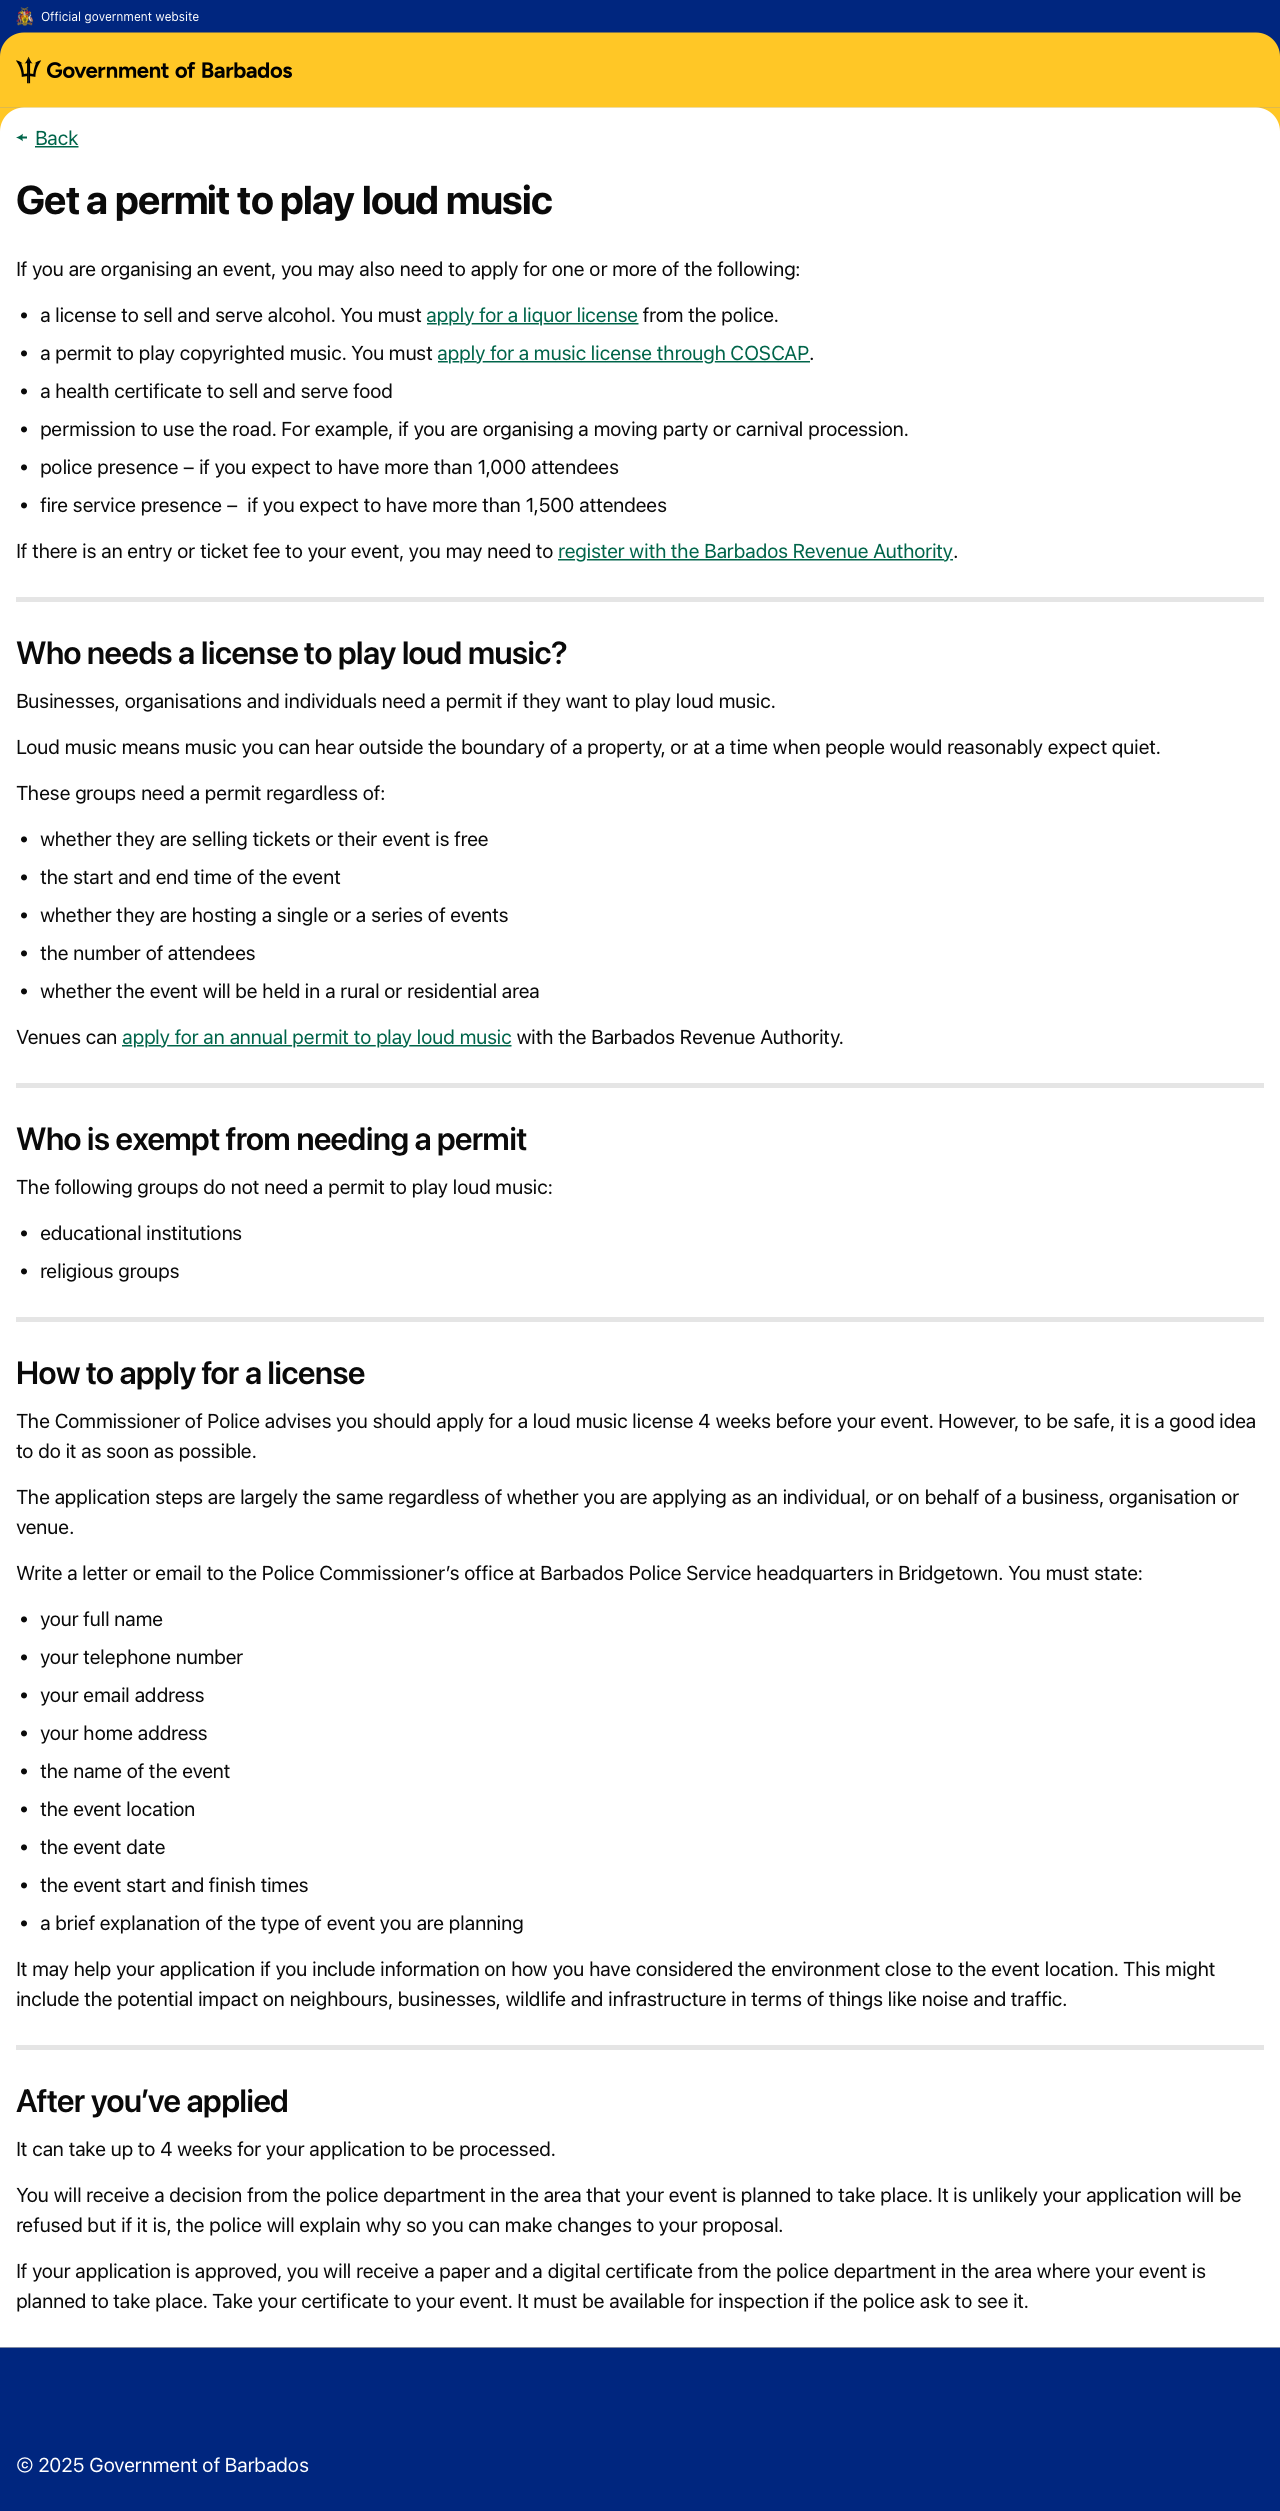 Official government website
Government of Barbados
Back
Get a permit to play loud music
If you are organising an event, you may also need to apply for one or more of the following:
• a license to sell and serve alcohol. You must apply for a liquor license from the police.
• a permit to play copyrighted music. You must apply for a music license through COSCAP.
• a health certificate to sell and serve food
• permission to use the road. For example, if you are organising a moving party or carnival procession.
• police presence – if you expect to have more than 1,000 attendees
• fire service presence –  if you expect to have more than 1,500 attendees
If there is an entry or ticket fee to your event, you may need to register with the Barbados Revenue Authority.
Who needs a license to play loud music?
Businesses, organisations and individuals need a permit if they want to play loud music.
Loud music means music you can hear outside the boundary of a property, or at a time when people would reasonably expect quiet.
These groups need a permit regardless of:
• whether they are selling tickets or their event is free
• the start and end time of the event
• whether they are hosting a single or a series of events
• the number of attendees
• whether the event will be held in a rural or residential area
Venues can apply for an annual permit to play loud music with the Barbados Revenue Authority.
Who is exempt from needing a permit
The following groups do not need a permit to play loud music:
• educational institutions
• religious groups
How to apply for a license
The Commissioner of Police advises you should apply for a loud music license 4 weeks before your event. However, to be safe, it is a good idea
to do it as soon as possible.
The application steps are largely the same regardless of whether you are applying as an individual, or on behalf of a business, organisation or
venue.
Write a letter or email to the Police Commissioner’s office at Barbados Police Service headquarters in Bridgetown. You must state:
• your full name
• your telephone number
• your email address
• your home address
• the name of the event
• the event location
• the event date
• the event start and finish times
• a brief explanation of the type of event you are planning
It may help your application if you include information on how you have considered the environment close to the event location. This might
include the potential impact on neighbours, businesses, wildlife and infrastructure in terms of things like noise and traffic.
After you’ve applied
It can take up to 4 weeks for your application to be processed.
You will receive a decision from the police department in the area that your event is planned to take place. It is unlikely your application will be
refused but if it is, the police will explain why so you can make changes to your proposal.
If your application is approved, you will receive a paper and a digital certificate from the police department in the area where your event is
planned to take place. Take your certificate to your event. It must be available for inspection if the police ask to see it.
© 2025 Government of Barbados